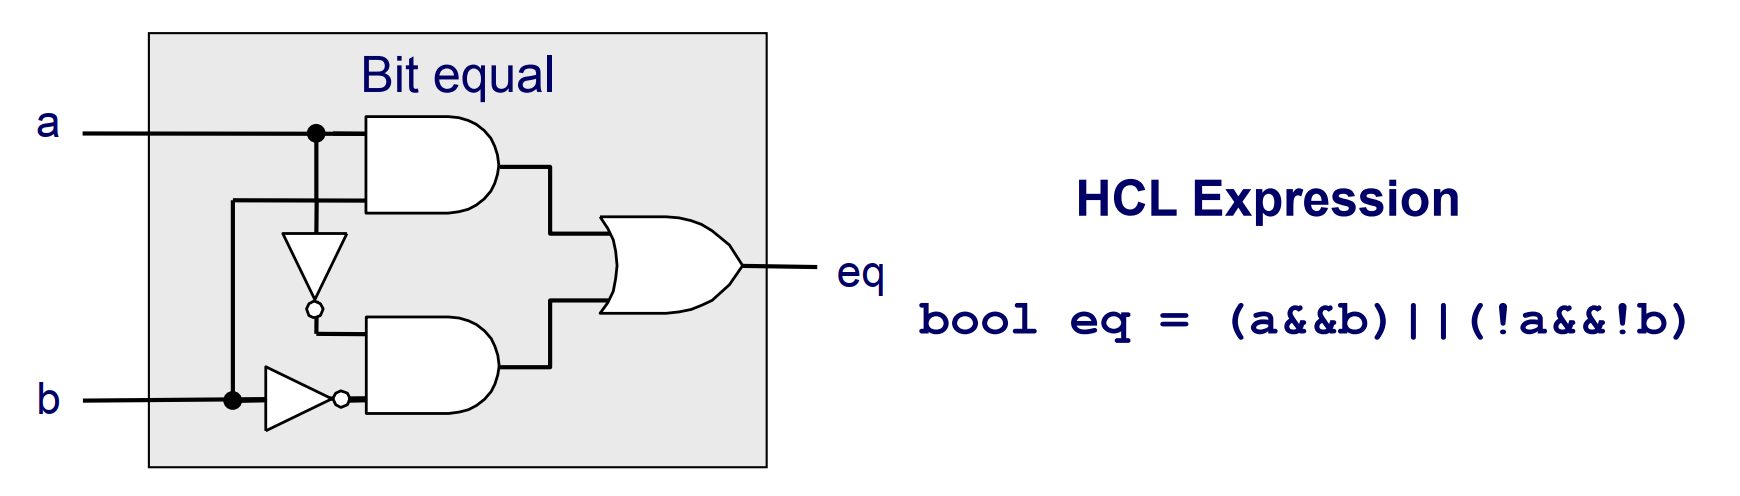 Bit equal
a
b
eq
HCL Expression
bool eq = (a&&b)||(!a&&!b)